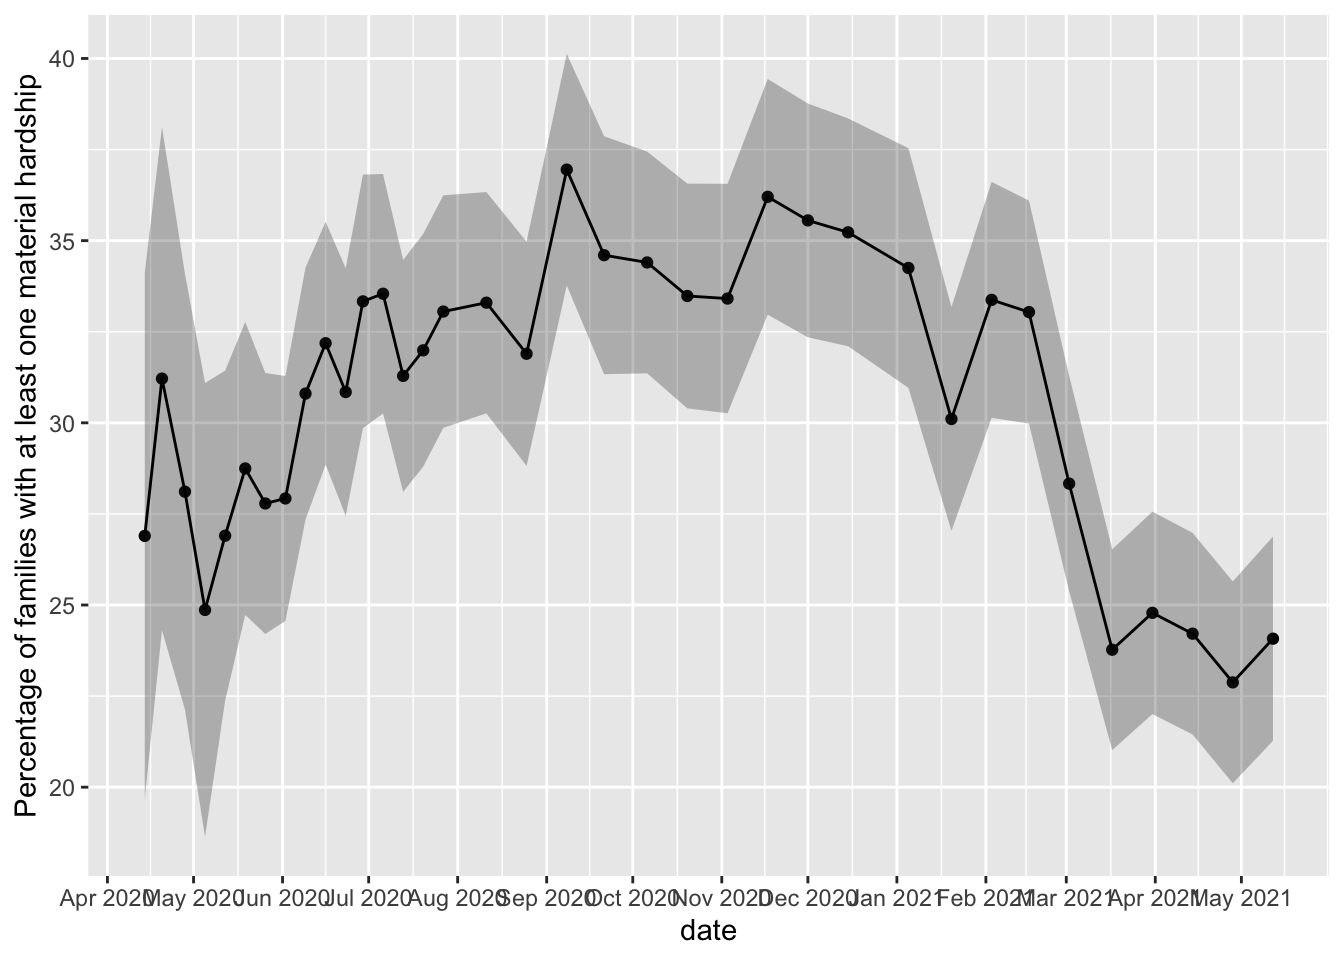 Percentage of families with at least one material hardship
40
35
30
25
20
Apr 2020 May 2020 Jun 2020 Jul 2020 Aug 2020 Sep 2020 Oct 2020 Nov 2020 Dec 2020 Jan 2021 Feb 2021 Mar 2021 Apr 2021 May 2021
date